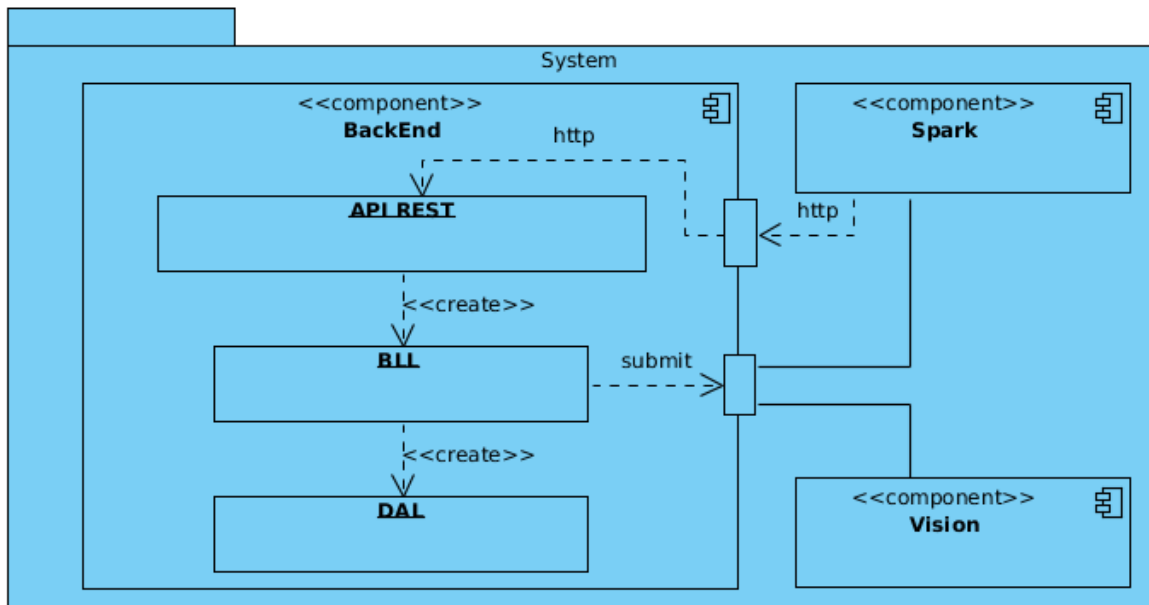 System
<<component>>
BackEnd
<<component>>
Spark
http
API REST
http
<<create>>
BLL
submit
<<create>>
DAL
<<component>>
Vision